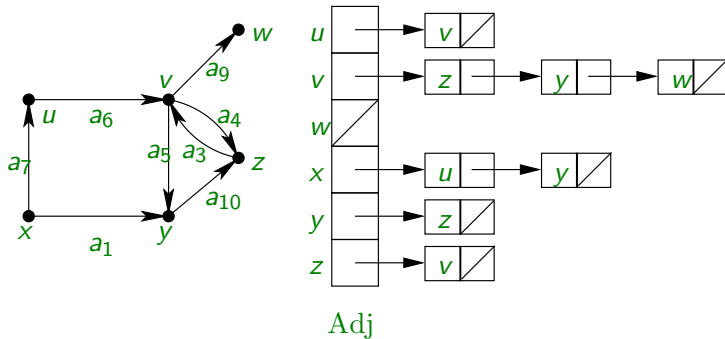 w
v
a₉
u
a₆
a₄
a₅
a₃
z
a₇
a₁₀
x
a₁
y
u v
v z y w
w
x u y
y z
z v
Adj